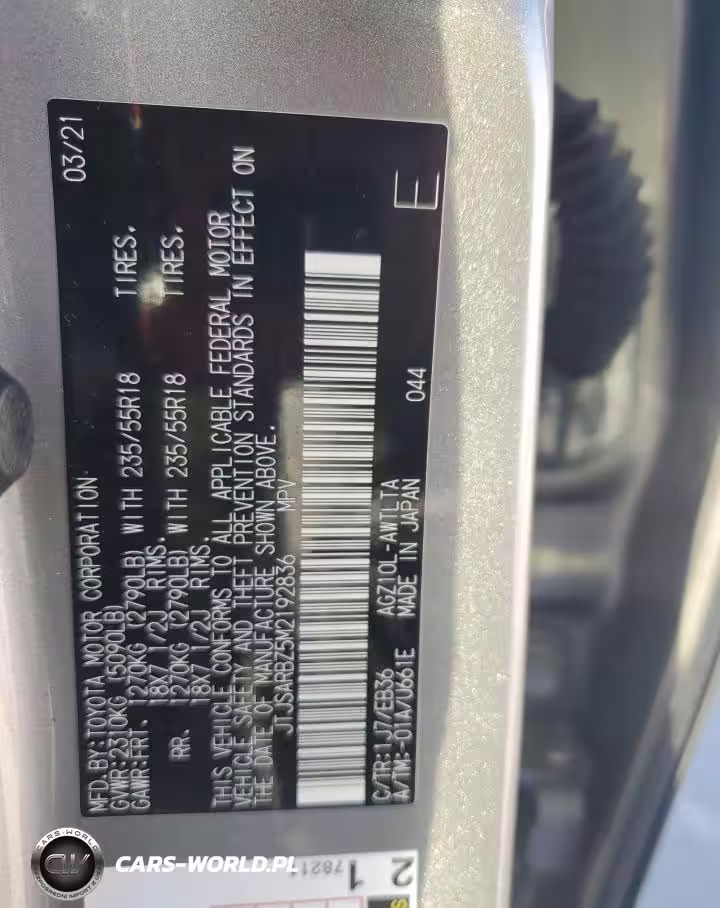 MFD. BY: TOYOTA MOTOR CORPORATION 03/21
GVWR: 2310KG (5090LB)
GAWR: FRT. 1270KG (2790LB) WITH 235/55R18 TIRES,
18X7 1/2J RIMS.
RR. 1270KG (2790LB) WITH 235/55R18 TIRES,
18X7 1/2J RIMS.
THIS VEHICLE CONFORMS TO ALL APPLICABLE FEDERAL MOTOR
VEHICLE SAFETY AND THEFT PREVENTION STANDARDS IN EFFECT ON
THE DATE OF MANUFACTURE SHOWN ABOVE.
JTJSARBZ5M2192836 MPV
C/TR: 1J7/EB36 AGZ10L-AWTLTA 044
A/TM: -01A/U661E MADE IN JAPAN
E
CARS-WORLD
CW
CARS-WORLD.PL
2
1